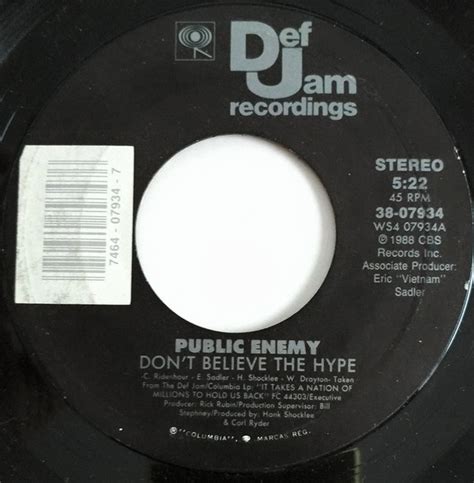 Def
Jam
recordings
7464 - 07934 - 7
STEREO
5:22
45 RPM
38-07934
WS4 07934A
℗ 1988 CBS
Records Inc.
Associate Producer:
Eric "Vietnam"
Sadler
PUBLIC ENEMY
DON'T BELIEVE THE HYPE
- C. Ridenhour - E. Sadler - H. Shocklee - W. Drayton - Taken
From The Def Jam/Columbia Lp: "IT TAKES A NATION OF
MILLIONS TO HOLD US BACK" FC 44303/Executive
Producer: Rick Rubin/Production Supervisor: Bill
Stephney/Produced by: Hank Shocklee
& Carl Ryder
"COLUMBIA", MARCAS REG.